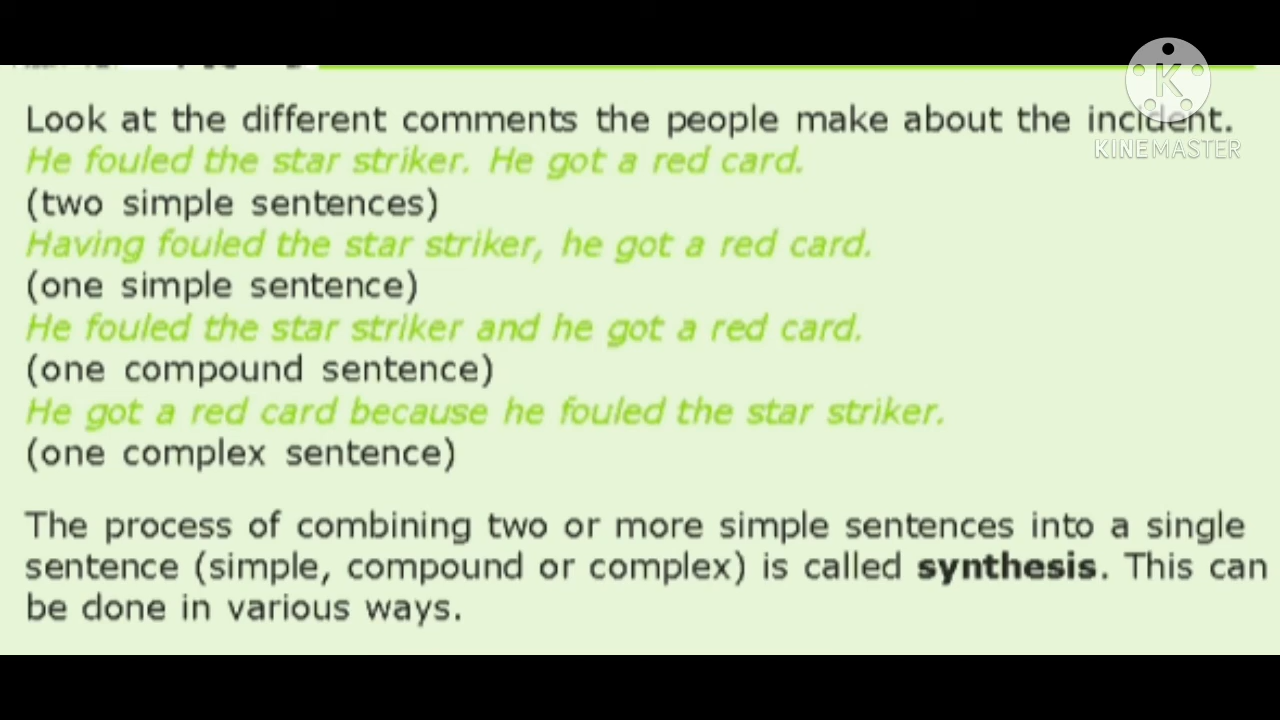 Look at the different comments the people make about the incident.
He fouled the star striker. He got a red card.
(two simple sentences)
Having fouled the star striker, he got a red card.
(one simple sentence)
He fouled the star striker and he got a red card.
(one compound sentence)
He got a red card because he fouled the star striker.
(one complex sentence)
The process of combining two or more simple sentences into a single
sentence (simple, compound or complex) is called synthesis. This can
be done in various ways.
K
KINEMASTER